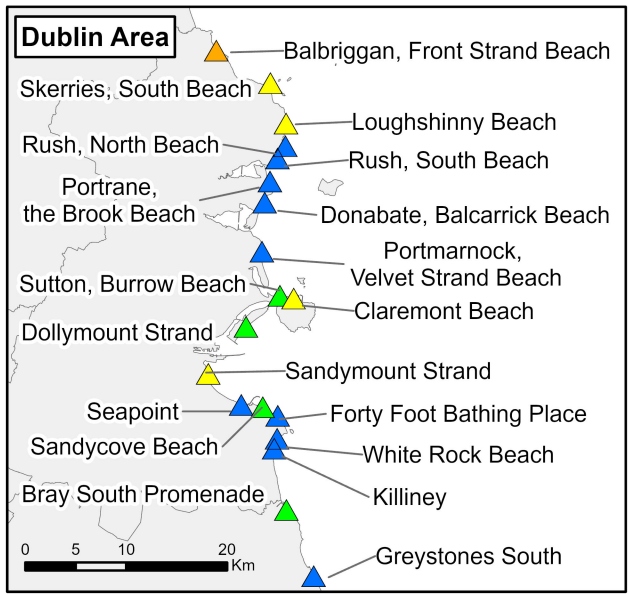 Dublin Area
Balbriggan, Front Strand Beach
Skerries, South Beach
Loughshinny Beach
Rush, North Beach
Rush, South Beach
Portrane,
the Brook Beach
Donabate, Balcarrick Beach
Portmarnock,
Velvet Strand Beach
Sutton, Burrow Beach
Claremont Beach
Dollymount Strand
Sandymount Strand
Seapoint
Forty Foot Bathing Place
Sandycove Beach
White Rock Beach
Bray South Promenade
Killiney
Greystones South
0 5 10 20
Km